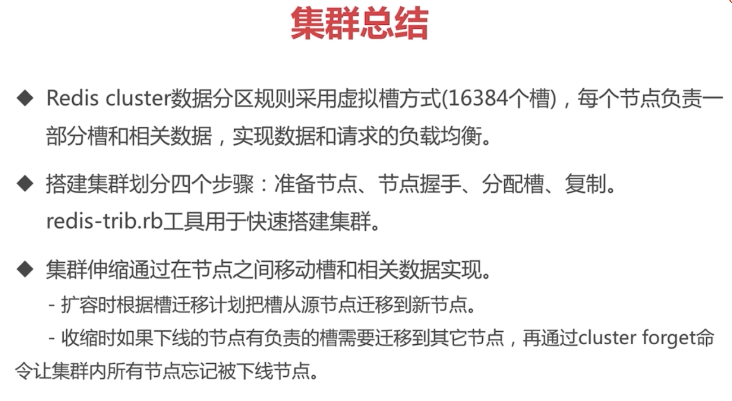 集群总结
◆ Redis cluster数据分区规则采用虚拟槽方式(16384个槽)，每个节点负责一
部分槽和相关数据，实现数据和请求的负载均衡。
◆ 搭建集群划分四个步骤：准备节点、节点握手、分配槽、复制。
redis-trib.rb工具用于快速搭建集群。
◆ 集群伸缩通过在节点之间移动槽和相关数据实现。
- 扩容时根据槽迁移计划把槽从源节点迁移到新节点。
- 收缩时如果下线的节点有负责的槽需要迁移到其它节点，再通过cluster forget命
令让集群内所有节点忘记被下线节点。